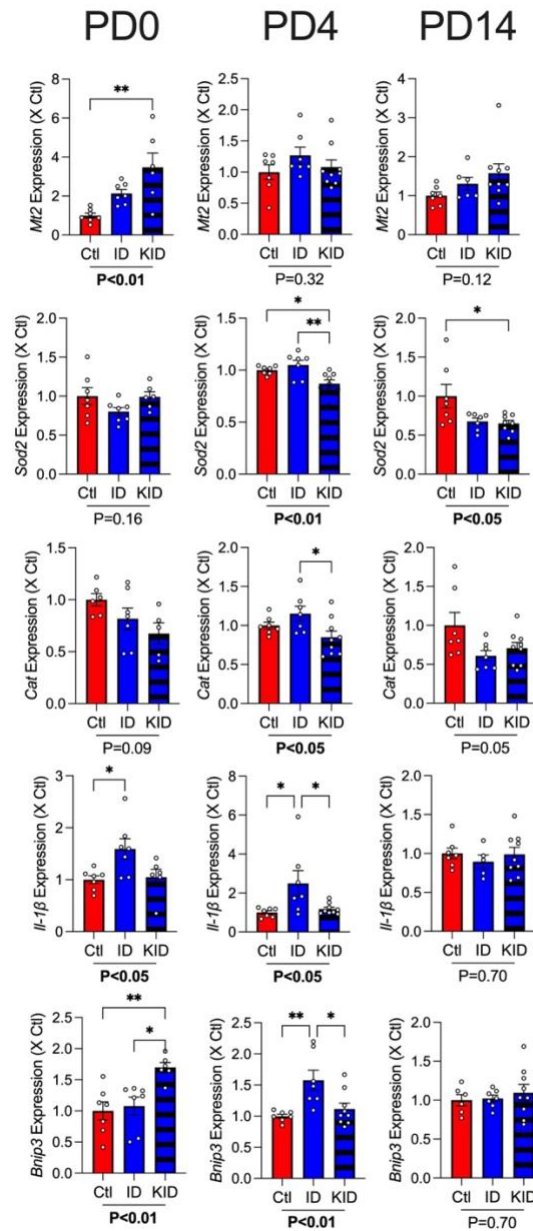 PD0 PD4 PD14
Mt2 Expression (X Ctl)
8
6
4
2
0
**
Ctl ID KID
P<0.01
Mt2 Expression (X Ctl)
2.5
2.0
1.5
1.0
0.5
0.0
Ctl ID KID
P=0.32
Mt2 Expression (X Ctl)
4
3
2
1
0
Ctl ID KID
P=0.12
Sod2 Expression (X Ctl)
2.0
1.5
1.0
0.5
0.0
Ctl ID KID
P=0.16
Sod2 Expression (X Ctl)
2.0
1.5
1.0
0.5
0.0
*
**
Ctl ID KID
P<0.01
Sod2 Expression (X Ctl)
2.0
1.5
1.0
0.5
0.0
*
Ctl ID KID
P<0.05
Cat Expression (X Ctl)
1.5
1.0
0.5
0.0
Ctl ID KID
P=0.09
Cat Expression (X Ctl)
2.0
1.5
1.0
0.5
0.0
*
Ctl ID KID
P<0.05
Cat Expression (X Ctl)
2.0
1.5
1.0
0.5
0.0
Ctl ID KID
P=0.05
Il-1β Expression (X Ctl)
3
2
1
0
*
Ctl ID KID
P<0.05
Il-1β Expression (X Ctl)
8
6
4
2
0
* *
Ctl ID KID
P<0.05
Il-1β Expression (X Ctl)
2.0
1.5
1.0
0.5
0.0
Ctl ID KID
P=0.70
Bnip3 Expression (X Ctl)
2.5
2.0
1.5
1.0
0.5
0.0
**
*
Ctl ID KID
P<0.01
Bnip3 Expression (X Ctl)
2.5
2.0
1.5
1.0
0.5
0.0
** *
Ctl ID KID
P<0.01
Bnip3 Expression (X Ctl)
2.0
1.5
1.0
0.5
0.0
Ctl ID KID
P=0.70